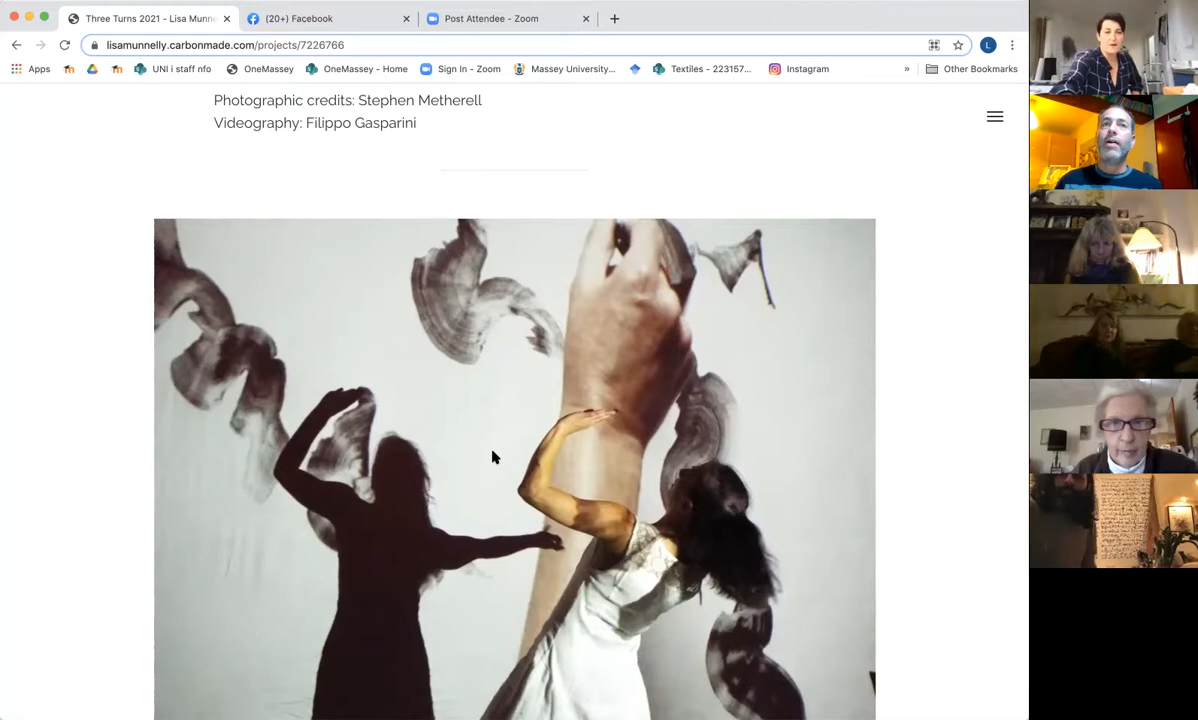 Three Turns 2021 - Lisa Munne
(20+) Facebook
Post Attendee - Zoom
lisamunnelly.carbonmade.com/projects/7226766
L
Apps
UNI i staff nfo
OneMassey
OneMassey - Home
Sign In - Zoom
Massey University...
Textiles - 223157...
Instagram
»
Other Bookmarks
Photographic credits: Stephen Metherell
Videography: Filippo Gasparini